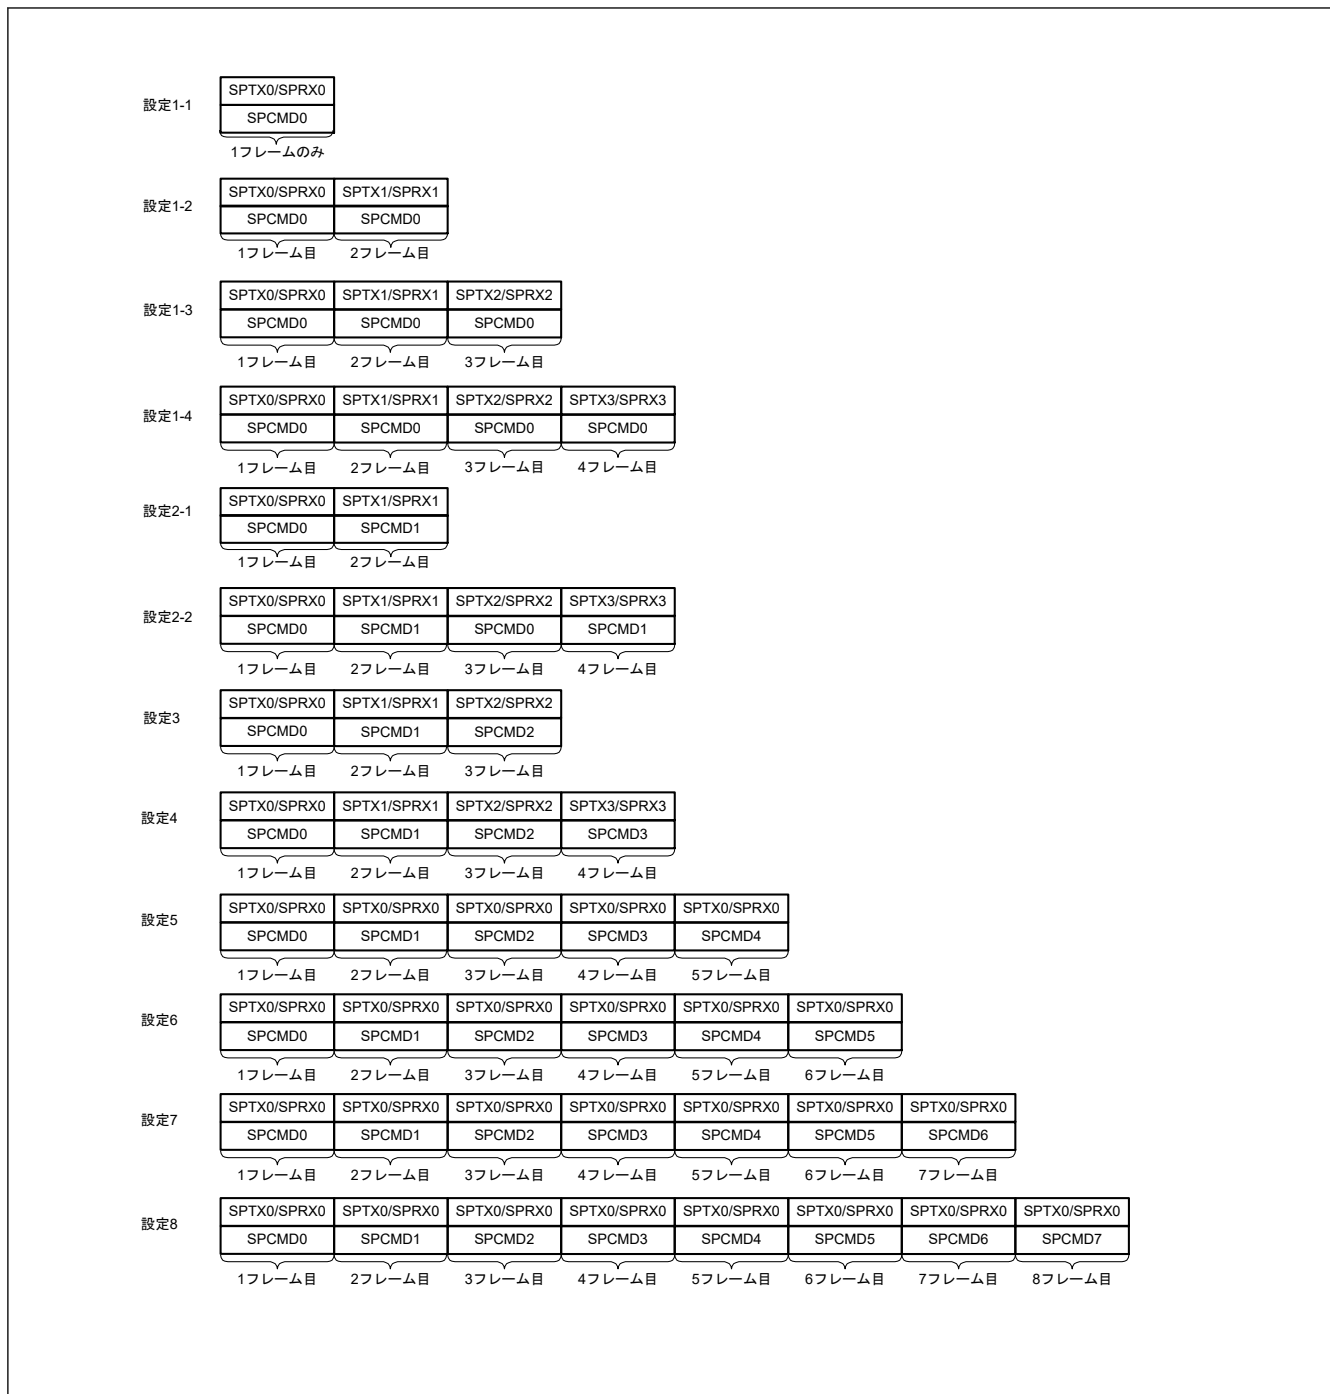 設定1-1
SPTX0/SPRX0
SPCMD0
1フレームのみ
設定1-2
SPTX0/SPRX0 SPTX1/SPRX1
SPCMD0 SPCMD0
1フレーム目 2フレーム目
設定1-3
SPTX0/SPRX0 SPTX1/SPRX1 SPTX2/SPRX2
SPCMD0 SPCMD0 SPCMD0
1フレーム目 2フレーム目 3フレーム目
設定1-4
SPTX0/SPRX0 SPTX1/SPRX1 SPTX2/SPRX2 SPTX3/SPRX3
SPCMD0 SPCMD0 SPCMD0 SPCMD0
1フレーム目 2フレーム目 3フレーム目 4フレーム目
設定2-1
SPTX0/SPRX0 SPTX1/SPRX1
SPCMD0 SPCMD1
1フレーム目 2フレーム目
設定2-2
SPTX0/SPRX0 SPTX1/SPRX1 SPTX2/SPRX2 SPTX3/SPRX3
SPCMD0 SPCMD1 SPCMD0 SPCMD1
1フレーム目 2フレーム目 3フレーム目 4フレーム目
設定3
SPTX0/SPRX0 SPTX1/SPRX1 SPTX2/SPRX2
SPCMD0 SPCMD1 SPCMD2
1フレーム目 2フレーム目 3フレーム目
設定4
SPTX0/SPRX0 SPTX1/SPRX1 SPTX2/SPRX2 SPTX3/SPRX3
SPCMD0 SPCMD1 SPCMD2 SPCMD3
1フレーム目 2フレーム目 3フレーム目 4フレーム目
設定5
SPTX0/SPRX0 SPTX0/SPRX0 SPTX0/SPRX0 SPTX0/SPRX0 SPTX0/SPRX0
SPCMD0 SPCMD1 SPCMD2 SPCMD3 SPCMD4
1フレーム目 2フレーム目 3フレーム目 4フレーム目 5フレーム目
設定6
SPTX0/SPRX0 SPTX0/SPRX0 SPTX0/SPRX0 SPTX0/SPRX0 SPTX0/SPRX0 SPTX0/SPRX0
SPCMD0 SPCMD1 SPCMD2 SPCMD3 SPCMD4 SPCMD5
1フレーム目 2フレーム目 3フレーム目 4フレーム目 5フレーム目 6フレーム目
設定7
SPTX0/SPRX0 SPTX0/SPRX0 SPTX0/SPRX0 SPTX0/SPRX0 SPTX0/SPRX0 SPTX0/SPRX0 SPTX0/SPRX0
SPCMD0 SPCMD1 SPCMD2 SPCMD3 SPCMD4 SPCMD5 SPCMD6
1フレーム目 2フレーム目 3フレーム目 4フレーム目 5フレーム目 6フレーム目 7フレーム目
設定8
SPTX0/SPRX0 SPTX0/SPRX0 SPTX0/SPRX0 SPTX0/SPRX0 SPTX0/SPRX0 SPTX0/SPRX0 SPTX0/SPRX0 SPTX0/SPRX0
SPCMD0 SPCMD1 SPCMD2 SPCMD3 SPCMD4 SPCMD5 SPCMD6 SPCMD7
1フレーム目 2フレーム目 3フレーム目 4フレーム目 5フレーム目 6フレーム目 7フレーム目 8フレーム目